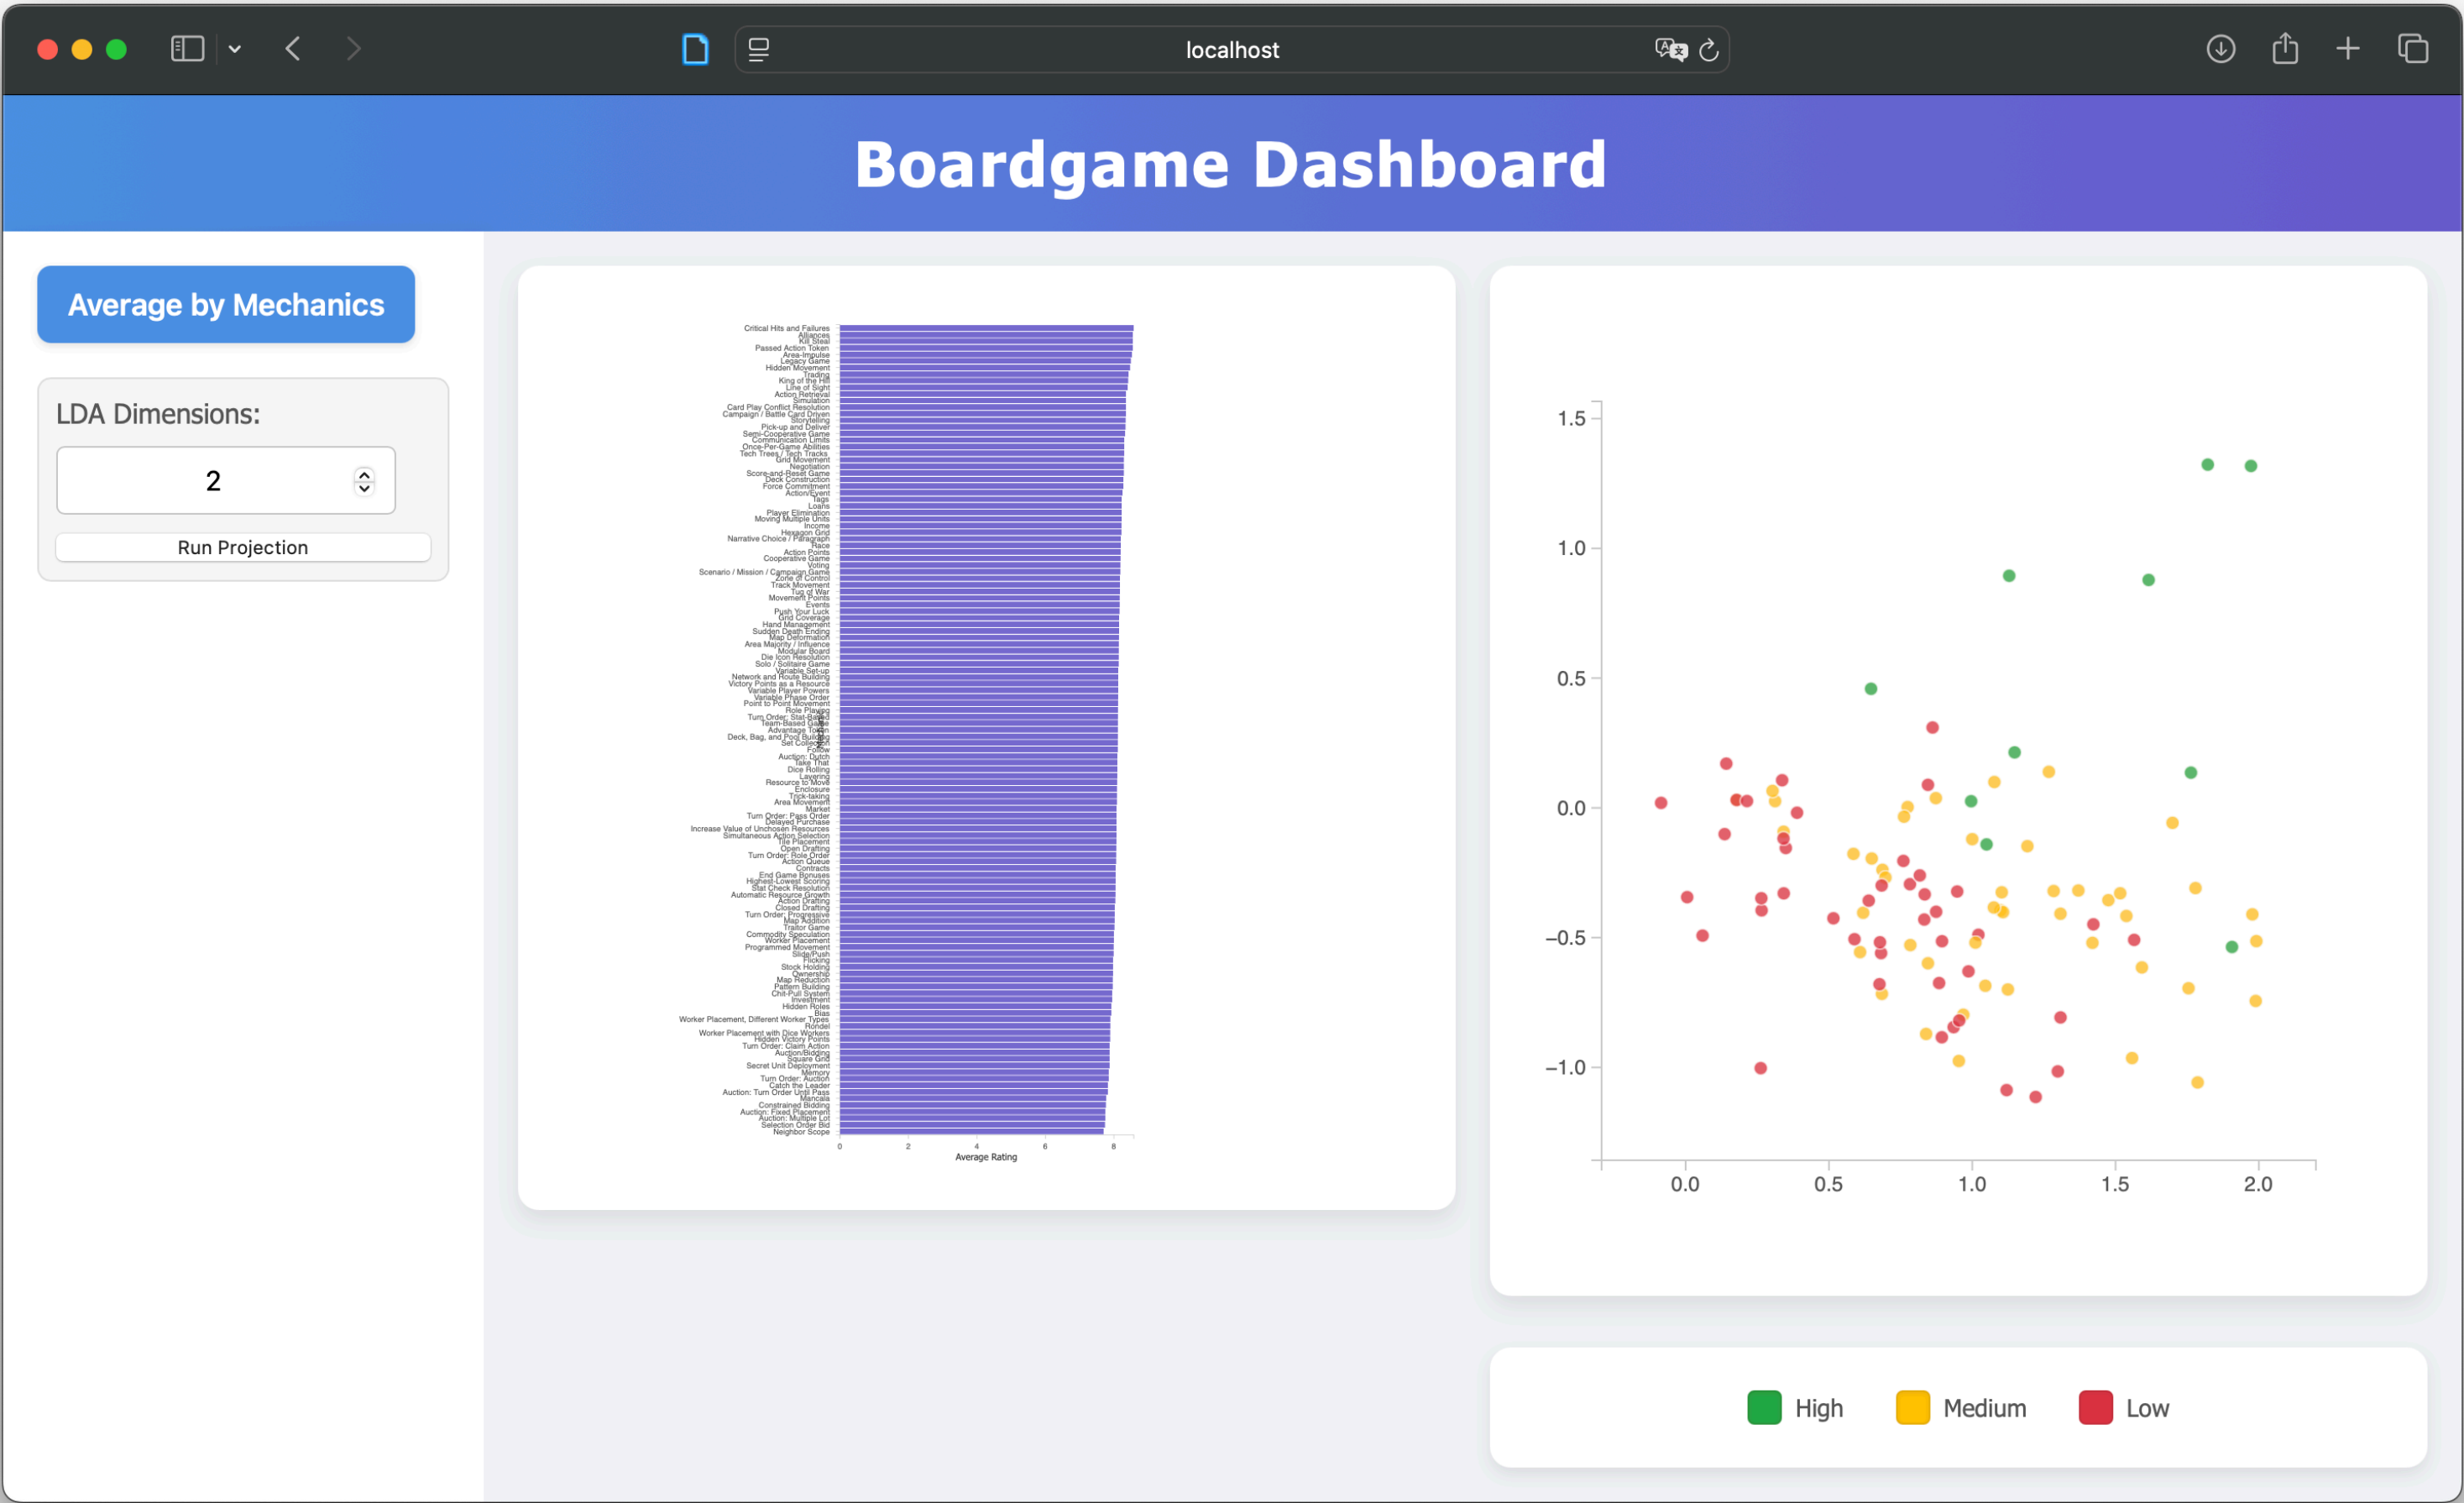 localhost
Boardgame Dashboard
Average by Mechanics
LDA Dimensions:
2
Run Projection
Critical Hits and Failures
Alliances
Kill Steal
Passed Action Token
Area-Impulse
Legacy Game
Hidden Movement
Trading
King of the Hill
Line of Sight
Action Retrieval
Simulation
Card Play Conflict Resolution
Campaign / Battle Card Driven
Storytelling
Pick-up and Deliver
Semi-Cooperative Game
Communication Limits
Once-Per-Game Abilities
Tech Trees / Tech Tracks
Grid Movement
Negotiation
Score-and-Reset Game
Deck Construction
Force Commitment
Action/Event
Tags
Loans
Player Elimination
Moving Multiple Units
Income
Hexagon Grid
Narrative Choice / Paragraph
Race
Action Points
Cooperative Game
Voting
Scenario / Mission / Campaign Game
Zone of Control
Track Movement
Tug of War
Movement Points
Events
Push Your Luck
Grid Coverage
Hand Management
Sudden Death Ending
Map Deformation
Area Majority / Influence
Modular Board
Die Icon Resolution
Solo / Solitaire Game
Variable Set-up
Network and Route Building
Victory Points as a Resource
Variable Player Powers
Variable Phase Order
Point to Point Movement
Role Playing
Turn Order: Stat-Based
Team-Based Game
Advantage Token
Deck, Bag, and Pool Building
Set Collection
Follow
Auction: Dutch
Take That
Dice Rolling
Layering
Resource to Move
Enclosure
Trick-taking
Area Movement
Market
Turn Order: Pass Order
Delayed Purchase
Increase Value of Unchosen Resources
Simultaneous Action Selection
Tile Placement
Open Drafting
Turn Order: Role Order
Action Queue
Contracts
End Game Bonuses
Highest-Lowest Scoring
Stat Check Resolution
Automatic Resource Growth
Action Drafting
Closed Drafting
Turn Order: Progressive
Map Addition
Traitor Game
Commodity Speculation
Worker Placement
Programmed Movement
Slide/Push
Flicking
Stock Holding
Ownership
Map Reduction
Pattern Building
Chit-Pull System
Investment
Hidden Roles
Bias
Worker Placement, Different Worker Types
Rondel
Worker Placement with Dice Workers
Hidden Victory Points
Turn Order: Claim Action
Auction/Bidding
Square Grid
Secret Unit Deployment
Memory
Turn Order: Auction
Catch the Leader
Auction: Turn Order Until Pass
Mancala
Constrained Bidding
Auction: Fixed Placement
Auction: Multiple Lot
Selection Order Bid
Neighbor Scope
0 2 4 6 8
Average Rating
1.5
1.0
0.5
0.0
−0.5
−1.0
0.0 0.5 1.0 1.5 2.0
High Medium Low